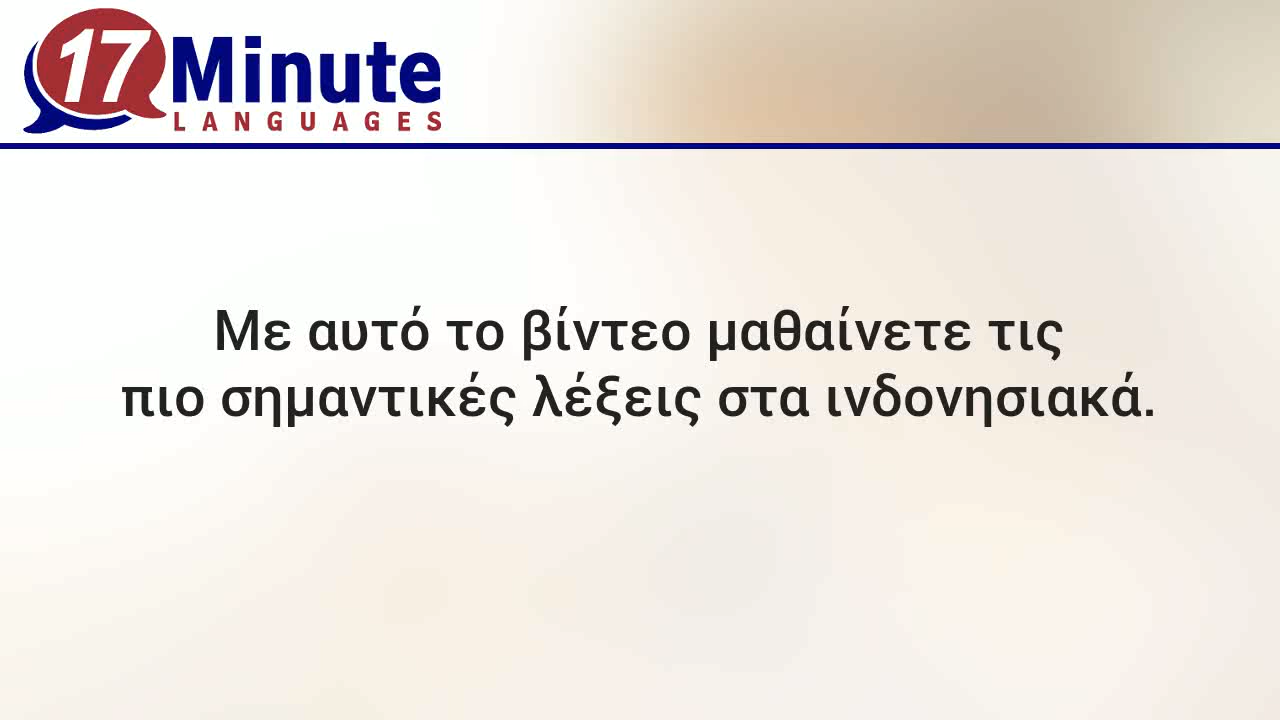 17 Minute
LANGUAGES
Με αυτό το βίντεο μαθαίνετε τις
πιο σημαντικές λέξεις στα ινδονησιακά.